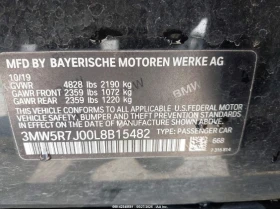 MFD BY BAYERISCHE MOTOREN WERKE AG
10/19
GVWR 4828 lbs 2190 kg
GAWR FRONT 2359 lbs 1072 kg
GAWR REAR 2359 lbs 1220 kg
THIS VEHICLE CONFORMS TO ALL APPLICABLE
U.S. FEDERAL MOTOR VEHICLE SAFETY, BUMPER
AND THEFT PREVENTION STANDARDS IN EFFECT ON
THE DATE OF MANUFACTURE SHOWN ABOVE.
3MW5R7J00L8B15482 TYPE: PASSENGER CAR
668